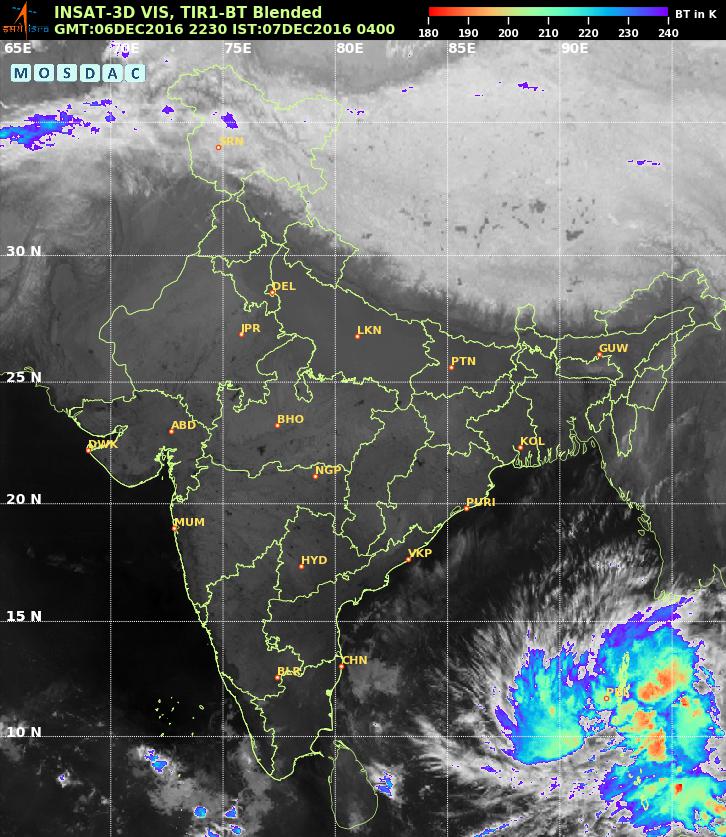 INSAT-3D VIS, TIR1-BT Blended
GMT:06DEC2016 2230 IST:07DEC2016 0400
BT in K
180 190 200 210 220 230 240
65E 70E 75E 80E 85E 90E
MOSDAC
SRN
30 N
DEL
JPR
LKN
GUW
PTN
25 N
BHO
ABD
KOL
DWK
NGP
20 N
PURI
MUM
VKP
HYD
15 N
CHN
BLR
10 N